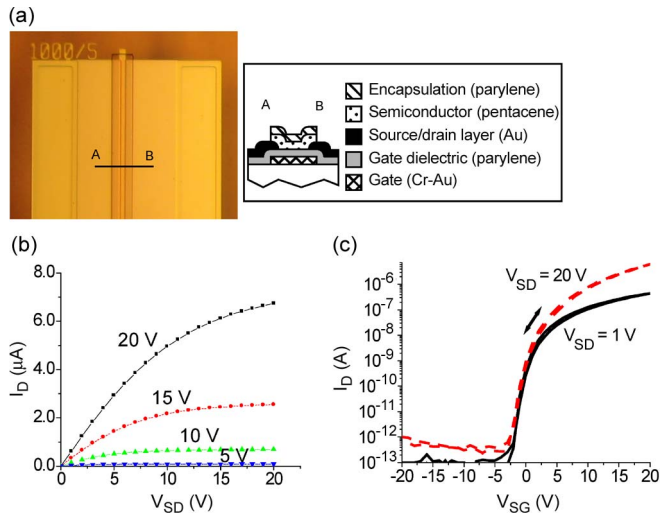 (a)
1000/5
A B
A B
Encapsulation (parylene)
Semiconductor (pentacene)
Source/drain layer (Au)
Gate dielectric (parylene)
Gate (Cr-Au)
(b)
8.0
6.0
4.0
2.0
0.0
I_D (µA)
20 V
15 V
10 V
5 V
0 5 10 15 20
V_SD (V)
(c)
10^-6
10^-7
10^-8
10^-9
10^-10
10^-11
10^-12
10^-13
I_D (A)
V_SD = 20 V
V_SD = 1 V
-20 -15 -10 -5 0 5 10 15 20
V_SG (V)